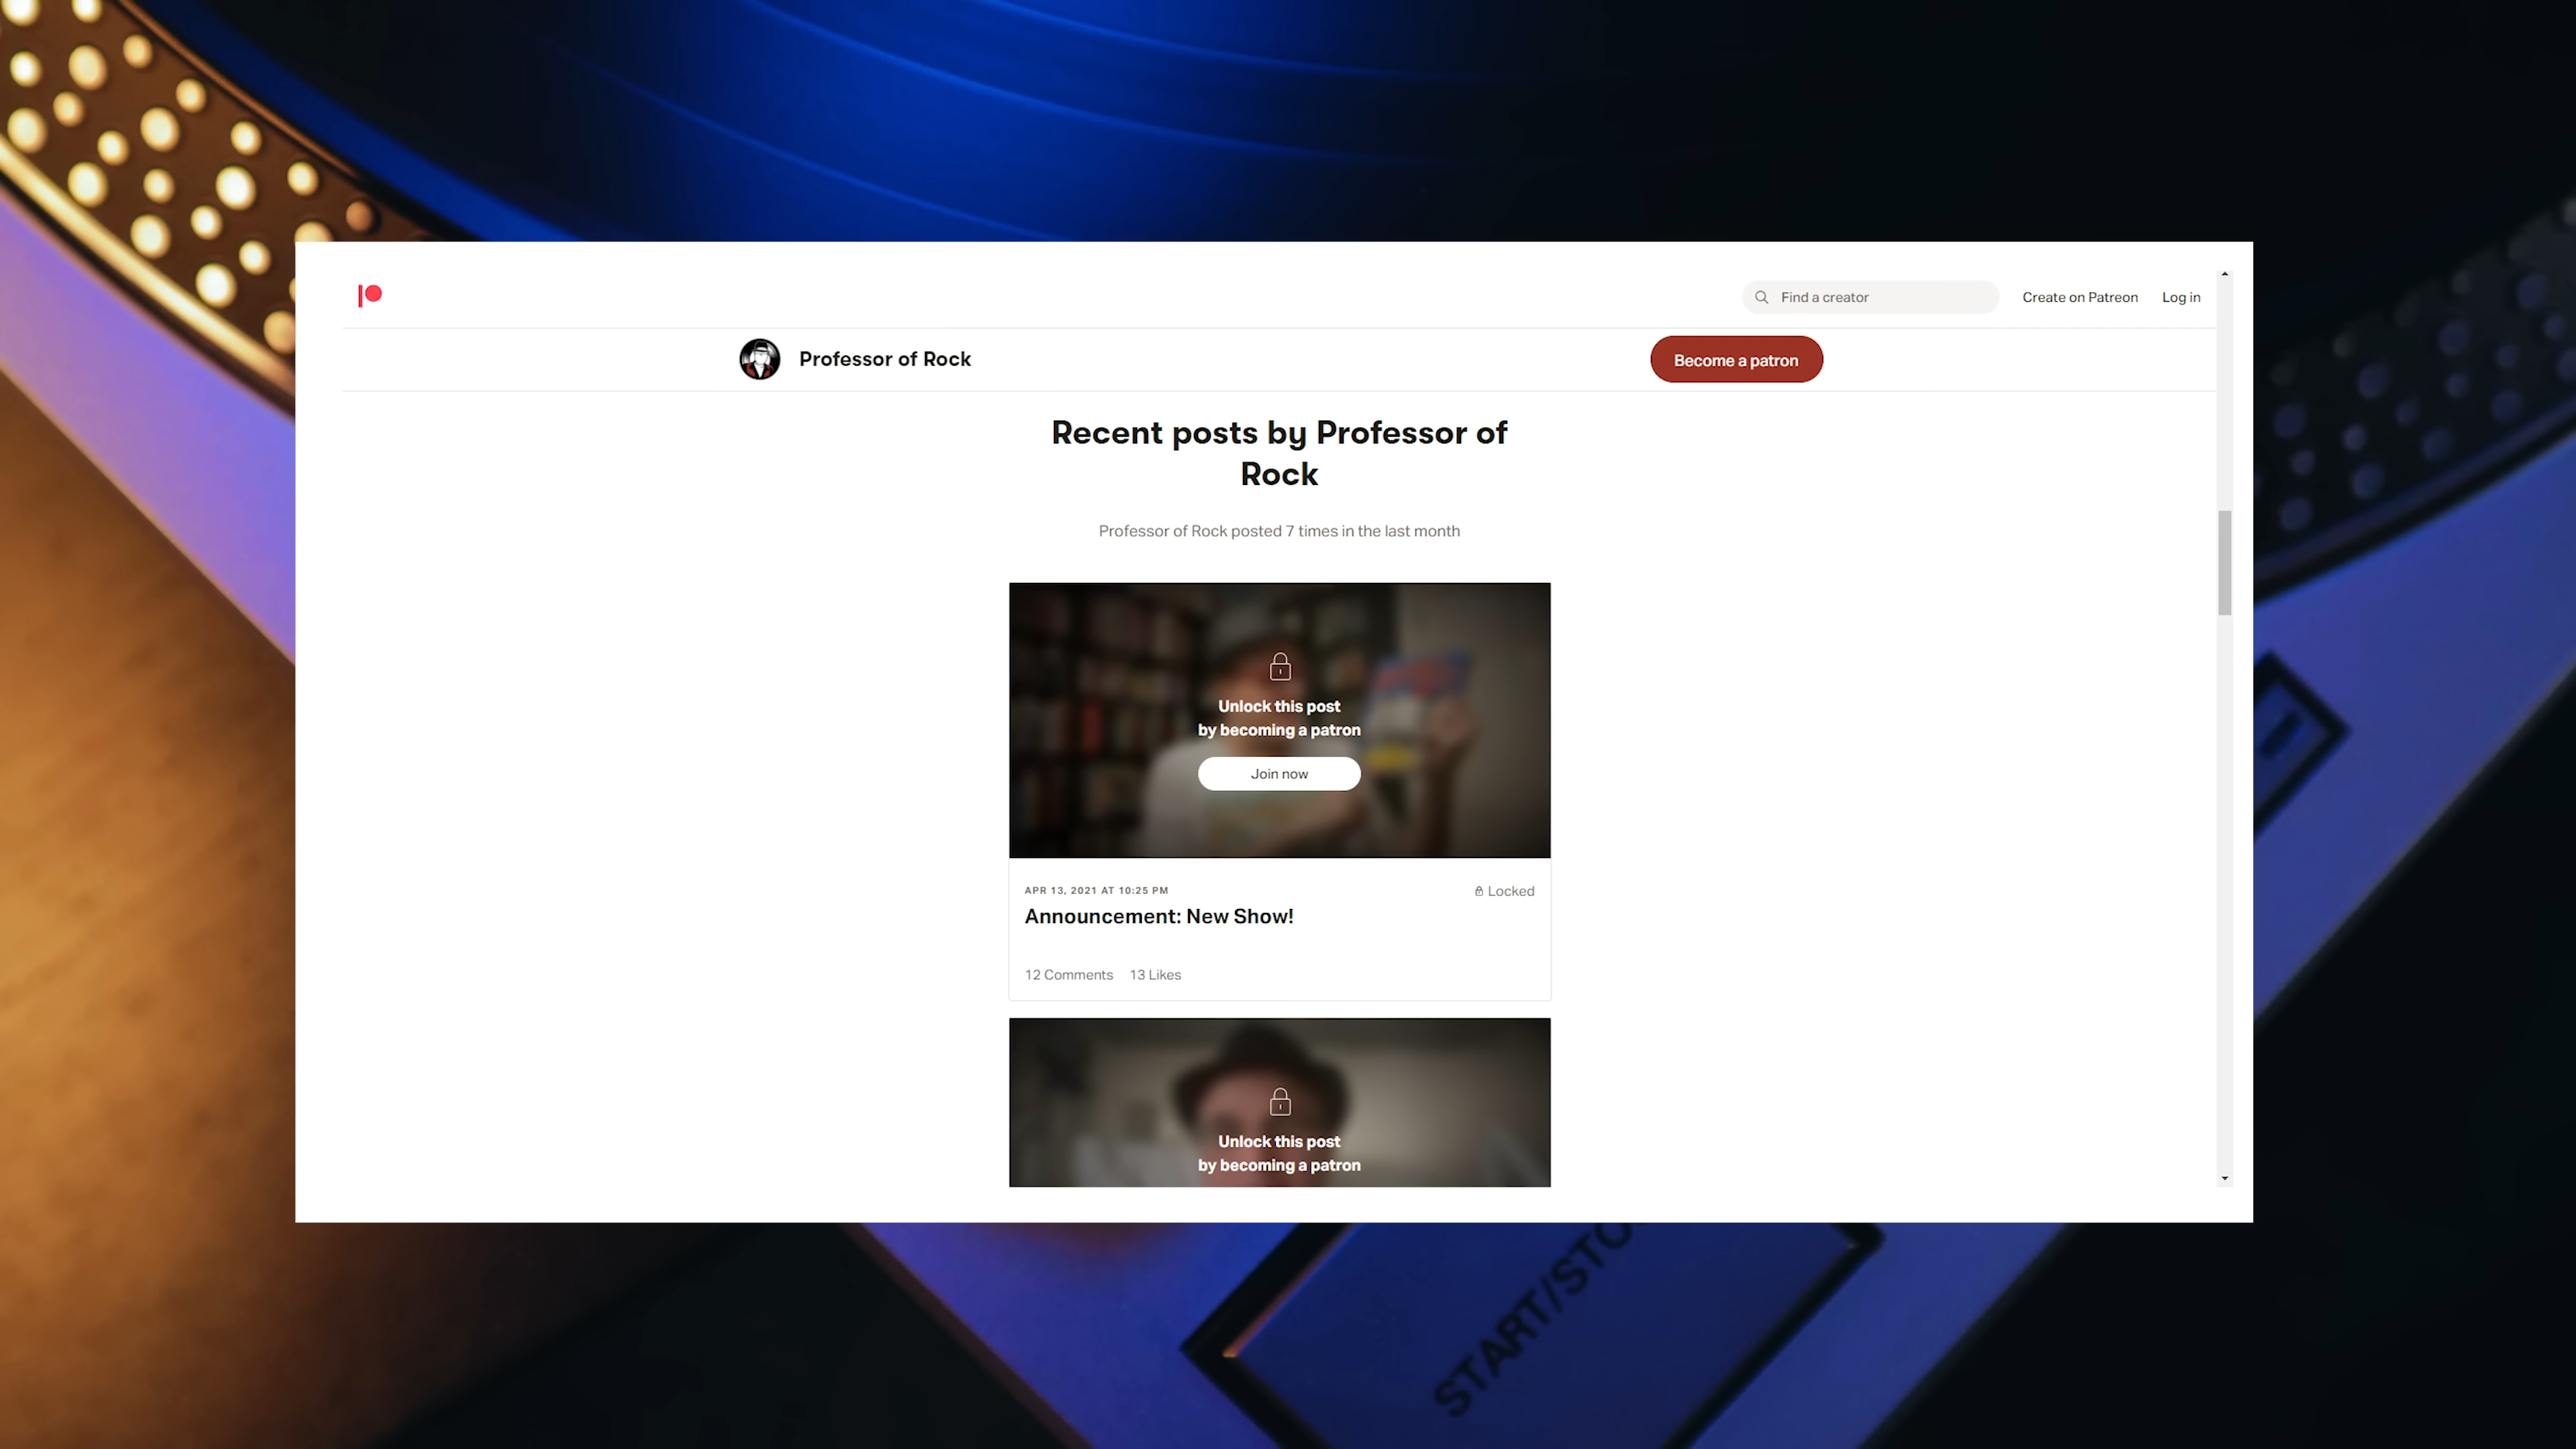 Find a creator
Create on Patreon
Log in
Professor of Rock
Become a patron
Recent posts by Professor of
Rock
Professor of Rock posted 7 times in the last month
Unlock this post
by becoming a patron
Join now
APR 13, 2021 AT 10:25 PM
Locked
Announcement: New Show!
12 Comments 13 Likes
Unlock this post
by becoming a patron
START/STO